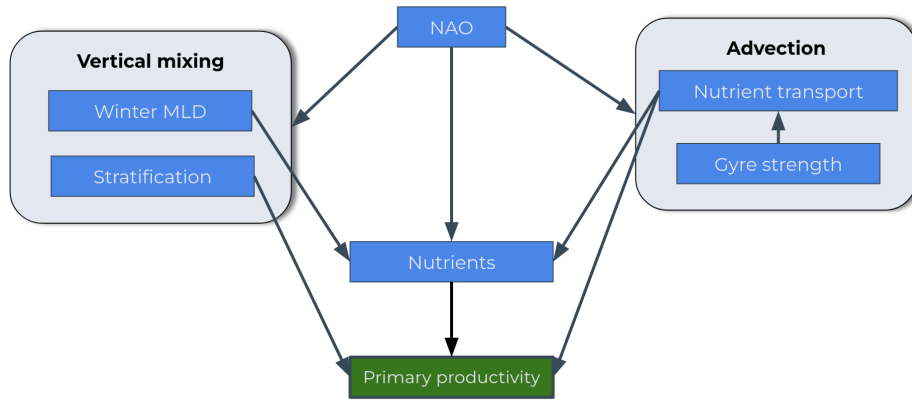 NAO
Vertical mixing
Winter MLD
Stratification
Advection
Nutrient transport
Gyre strength
Nutrients
Primary productivity